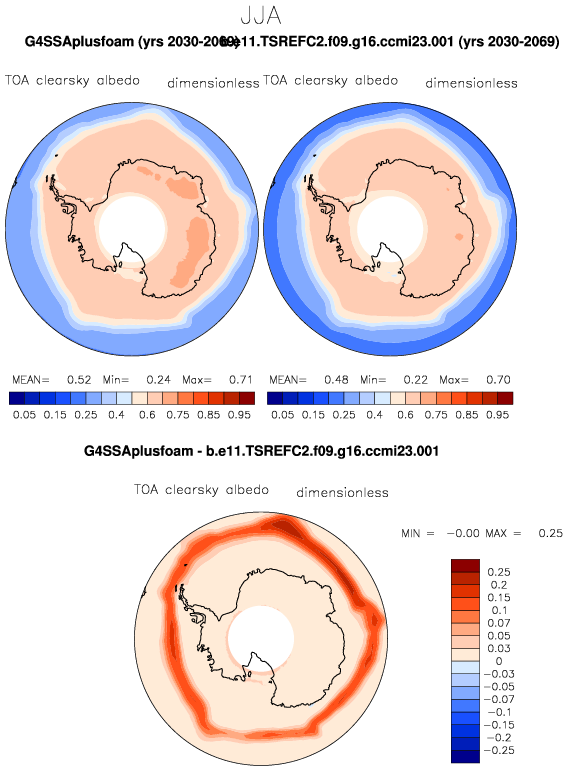 JJA
G4SSAplusfoam (yrs 2030-2069) b.e11.TSREFC2.f09.g16.ccmi23.001 (yrs 2030-2069)
TOA clearsky albedo dimensionless TOA clearsky albedo dimensionless
MEAN= 0.52 Min= 0.24 Max= 0.71 MEAN= 0.48 Min= 0.22 Max= 0.70
0.05 0.15 0.25 0.4 0.6 0.75 0.85 0.95 0.05 0.15 0.25 0.4 0.6 0.75 0.85 0.95
G4SSAplusfoam - b.e11.TSREFC2.f09.g16.ccmi23.001
TOA clearsky albedo dimensionless
MIN = -0.00 MAX = 0.25
0.25
0.2
0.15
0.1
0.07
0.05
0.03
0
-0.03
-0.05
-0.07
-0.1
-0.15
-0.2
-0.25